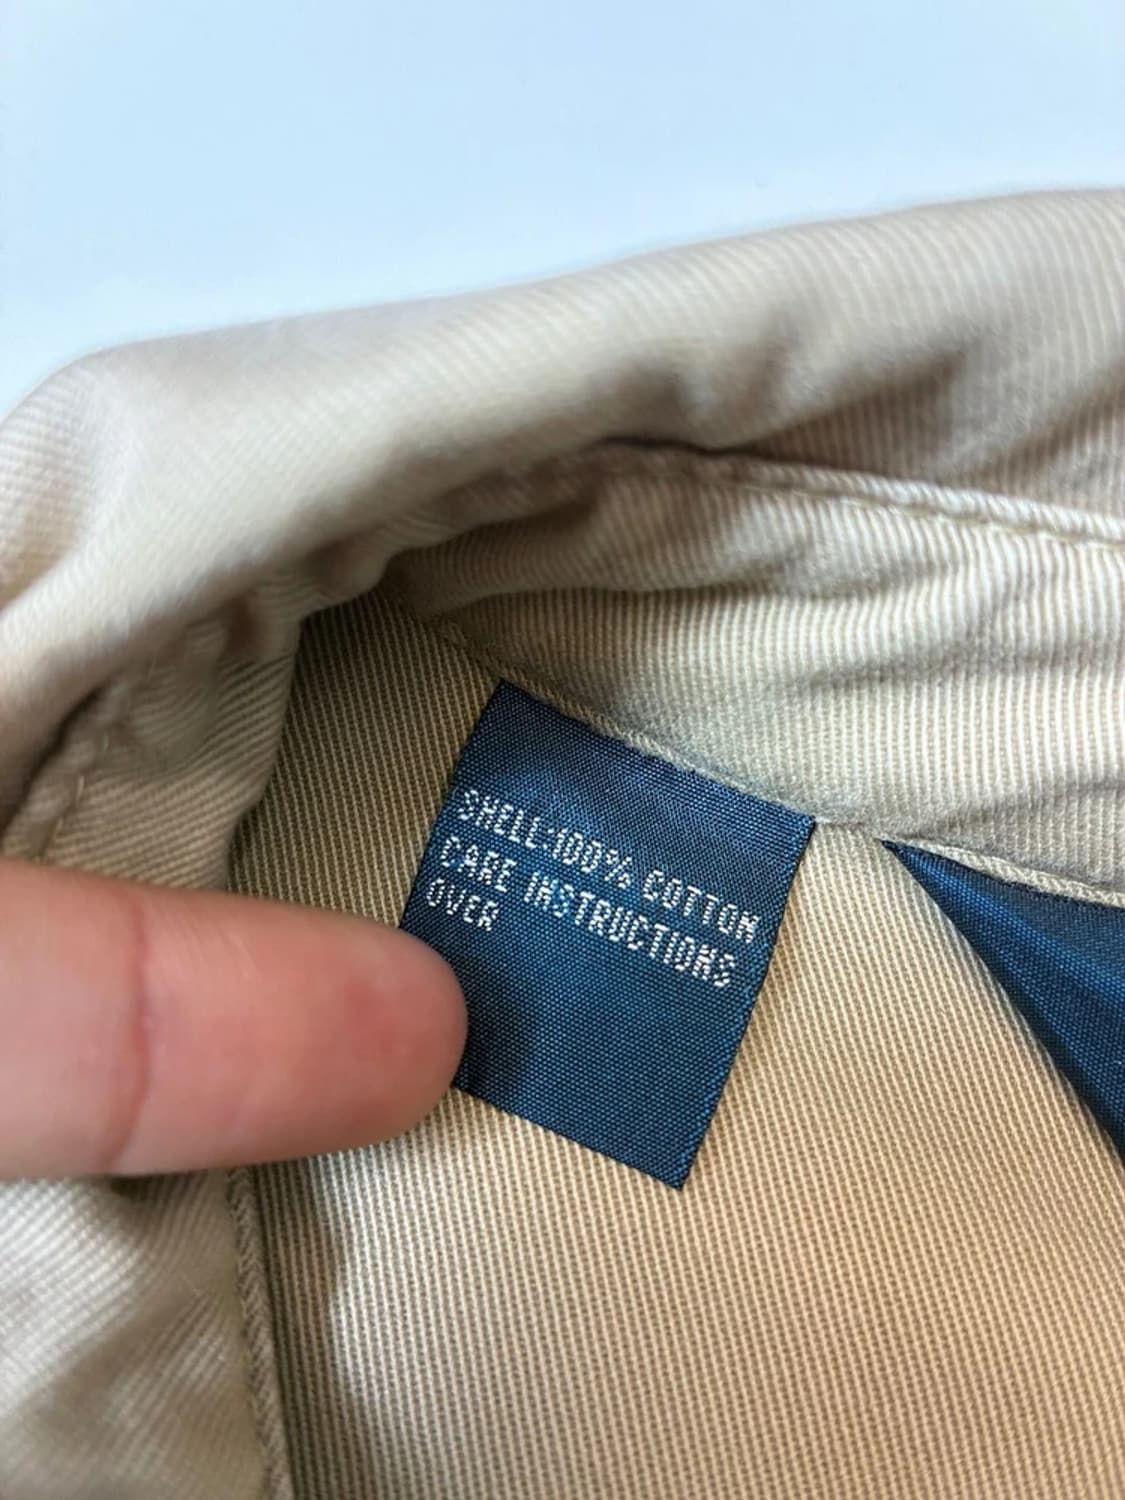 SHELL:100% COTTON
CARE INSTRUCTIONS
OVER